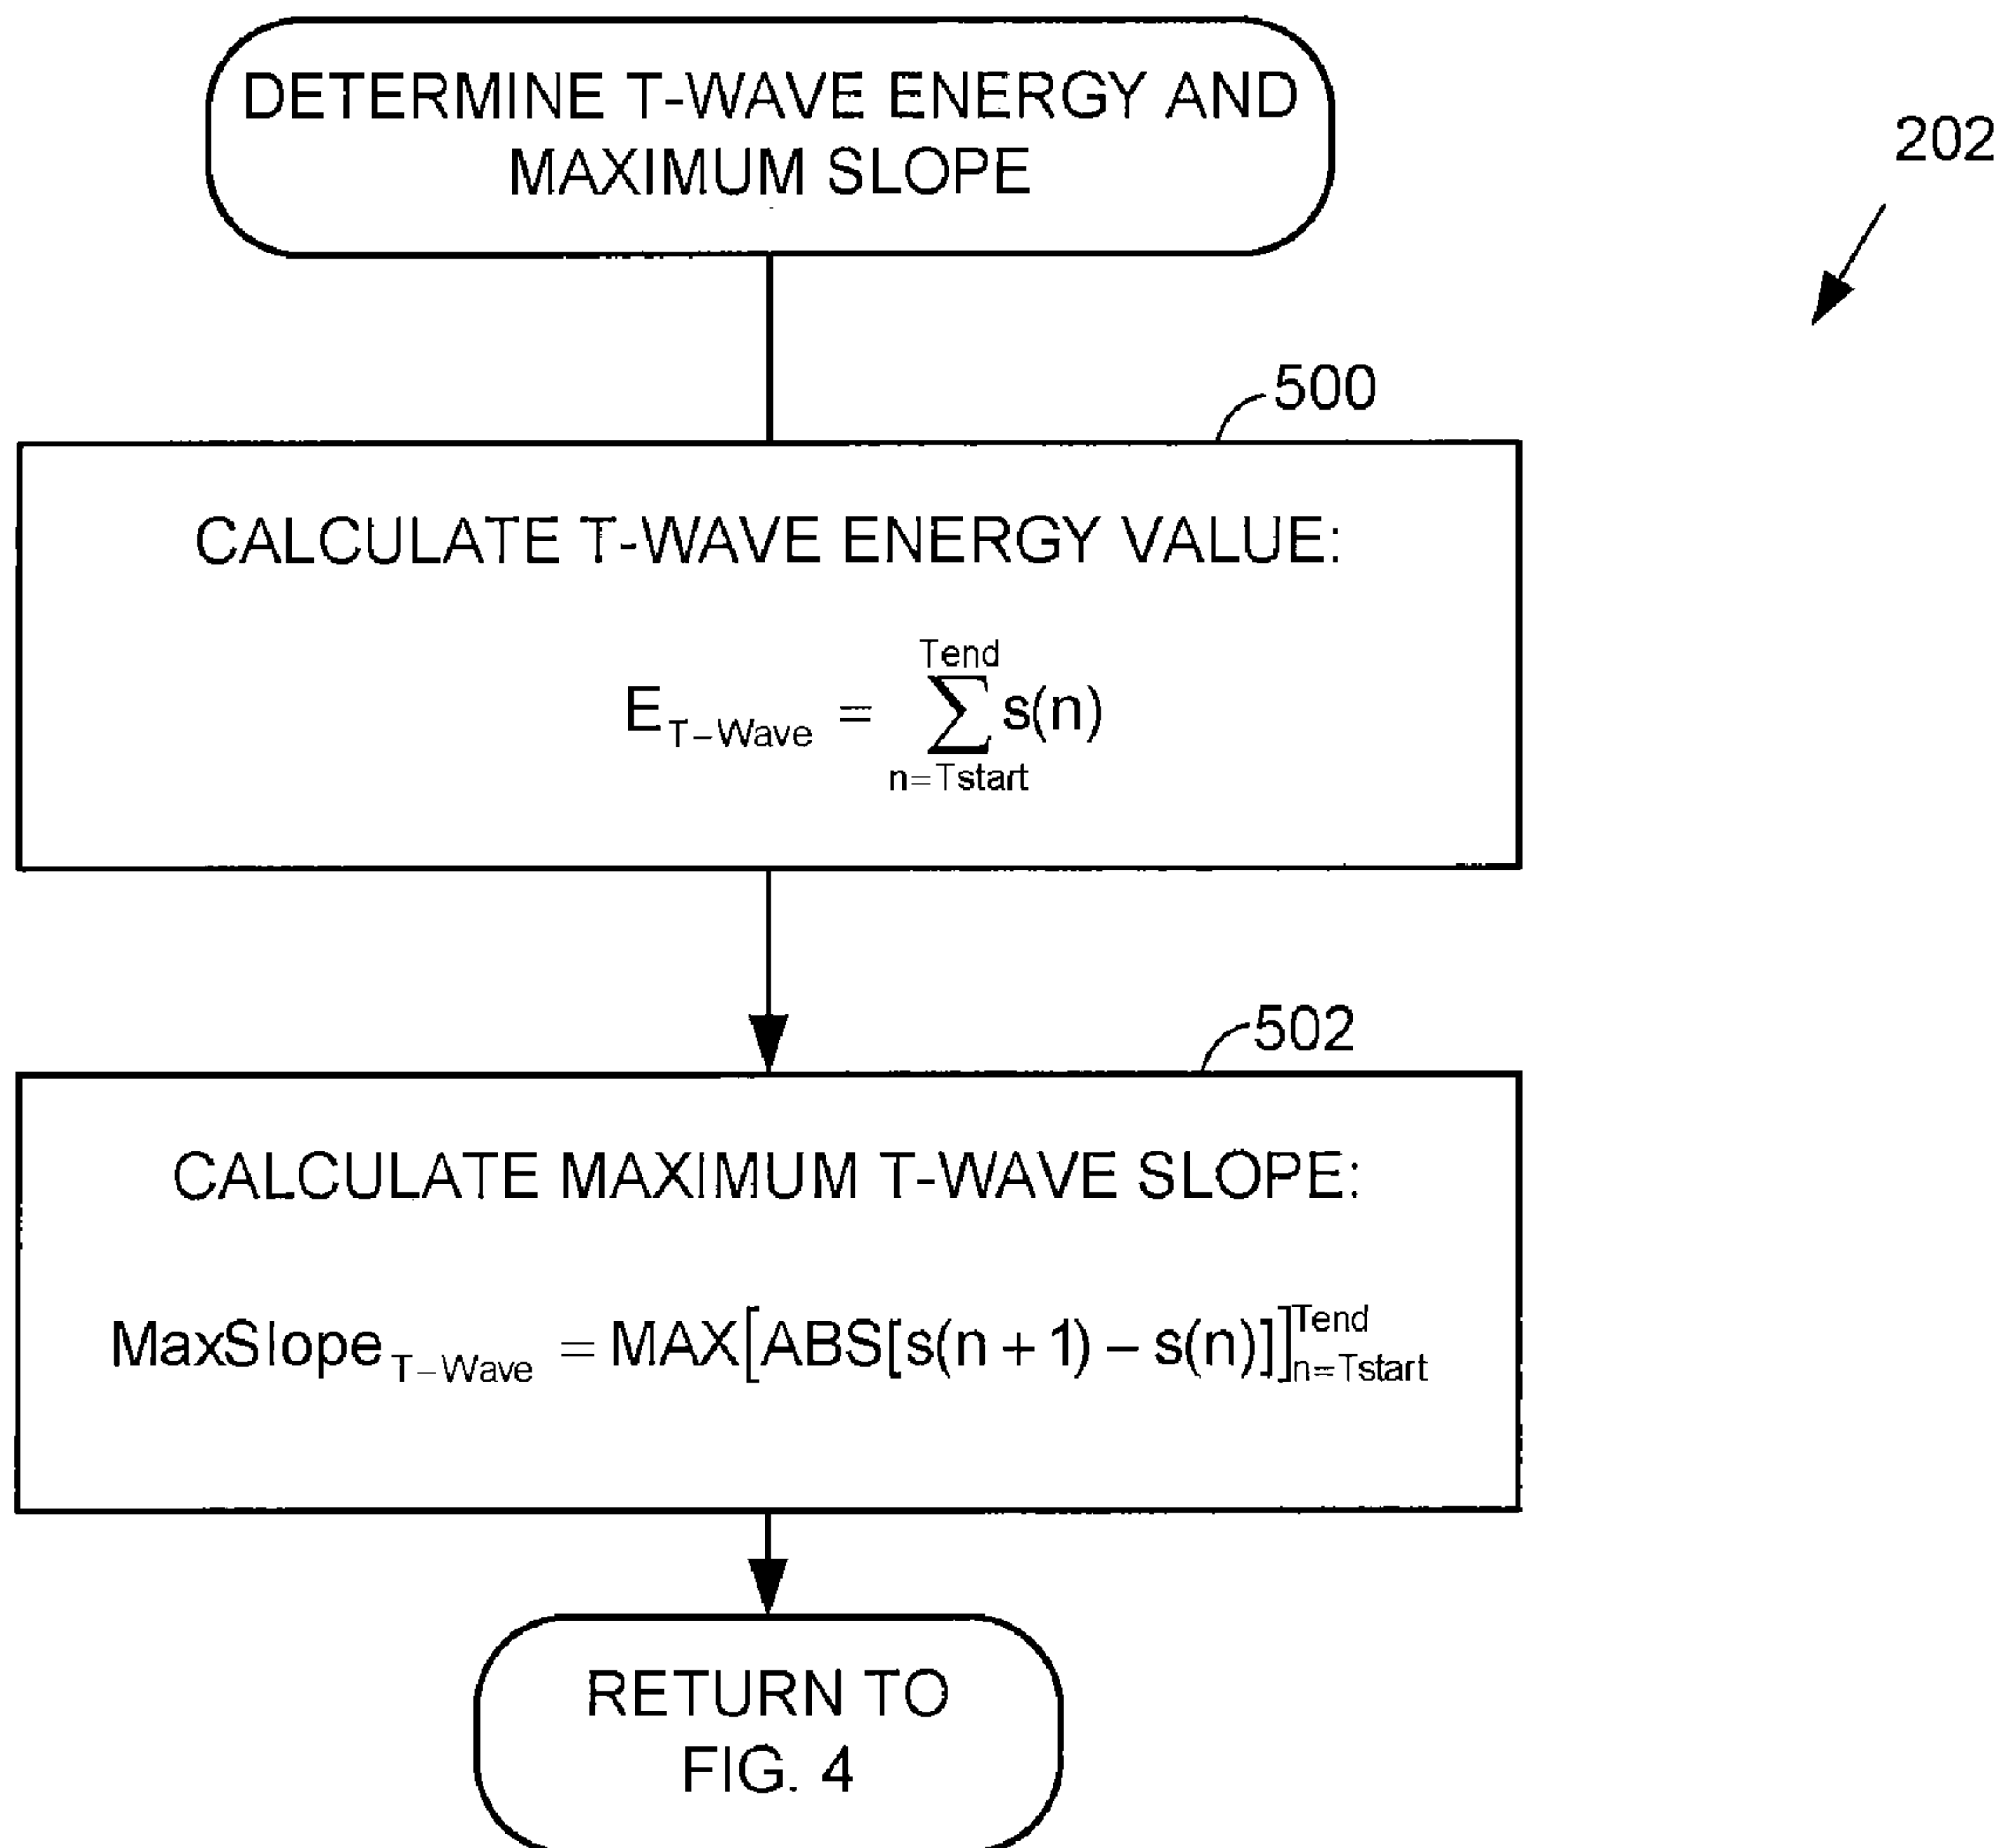 DETERMINE T-WAVE ENERGY AND
MAXIMUM SLOPE
202
500
CALCULATE T-WAVE ENERGY VALUE:
E_{T-Wave} = \sum_{n=Tstart}^{Tend} s(n)
502
CALCULATE MAXIMUM T-WAVE SLOPE:
MaxSlope_{T-Wave} = MAX[ABS[s(n + 1) – s(n)]]_{n=Tstart}^{Tend}
RETURN TO
FIG. 4